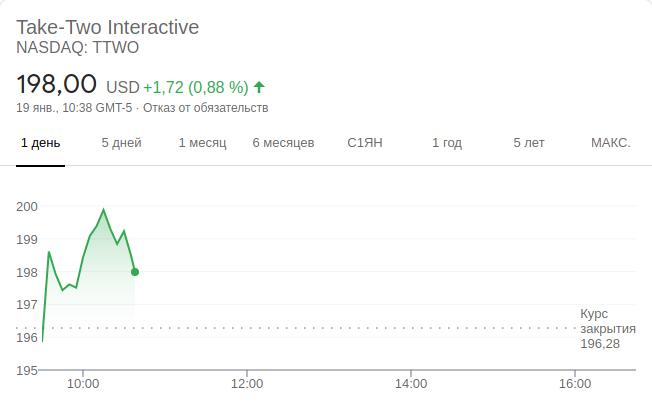 Take-Two Interactive
NASDAQ: TTWO
198,00 USD +1,72 (0,88 %)
19 янв., 10:38 GMT-5 · Отказ от обязательств
1 день 5 дней 1 месяц 6 месяцев С1ЯН 1 год 5 лет МАКС.
200
199
198
197
196
195
Курс
закрытия
196,28
10:00 12:00 14:00 16:00